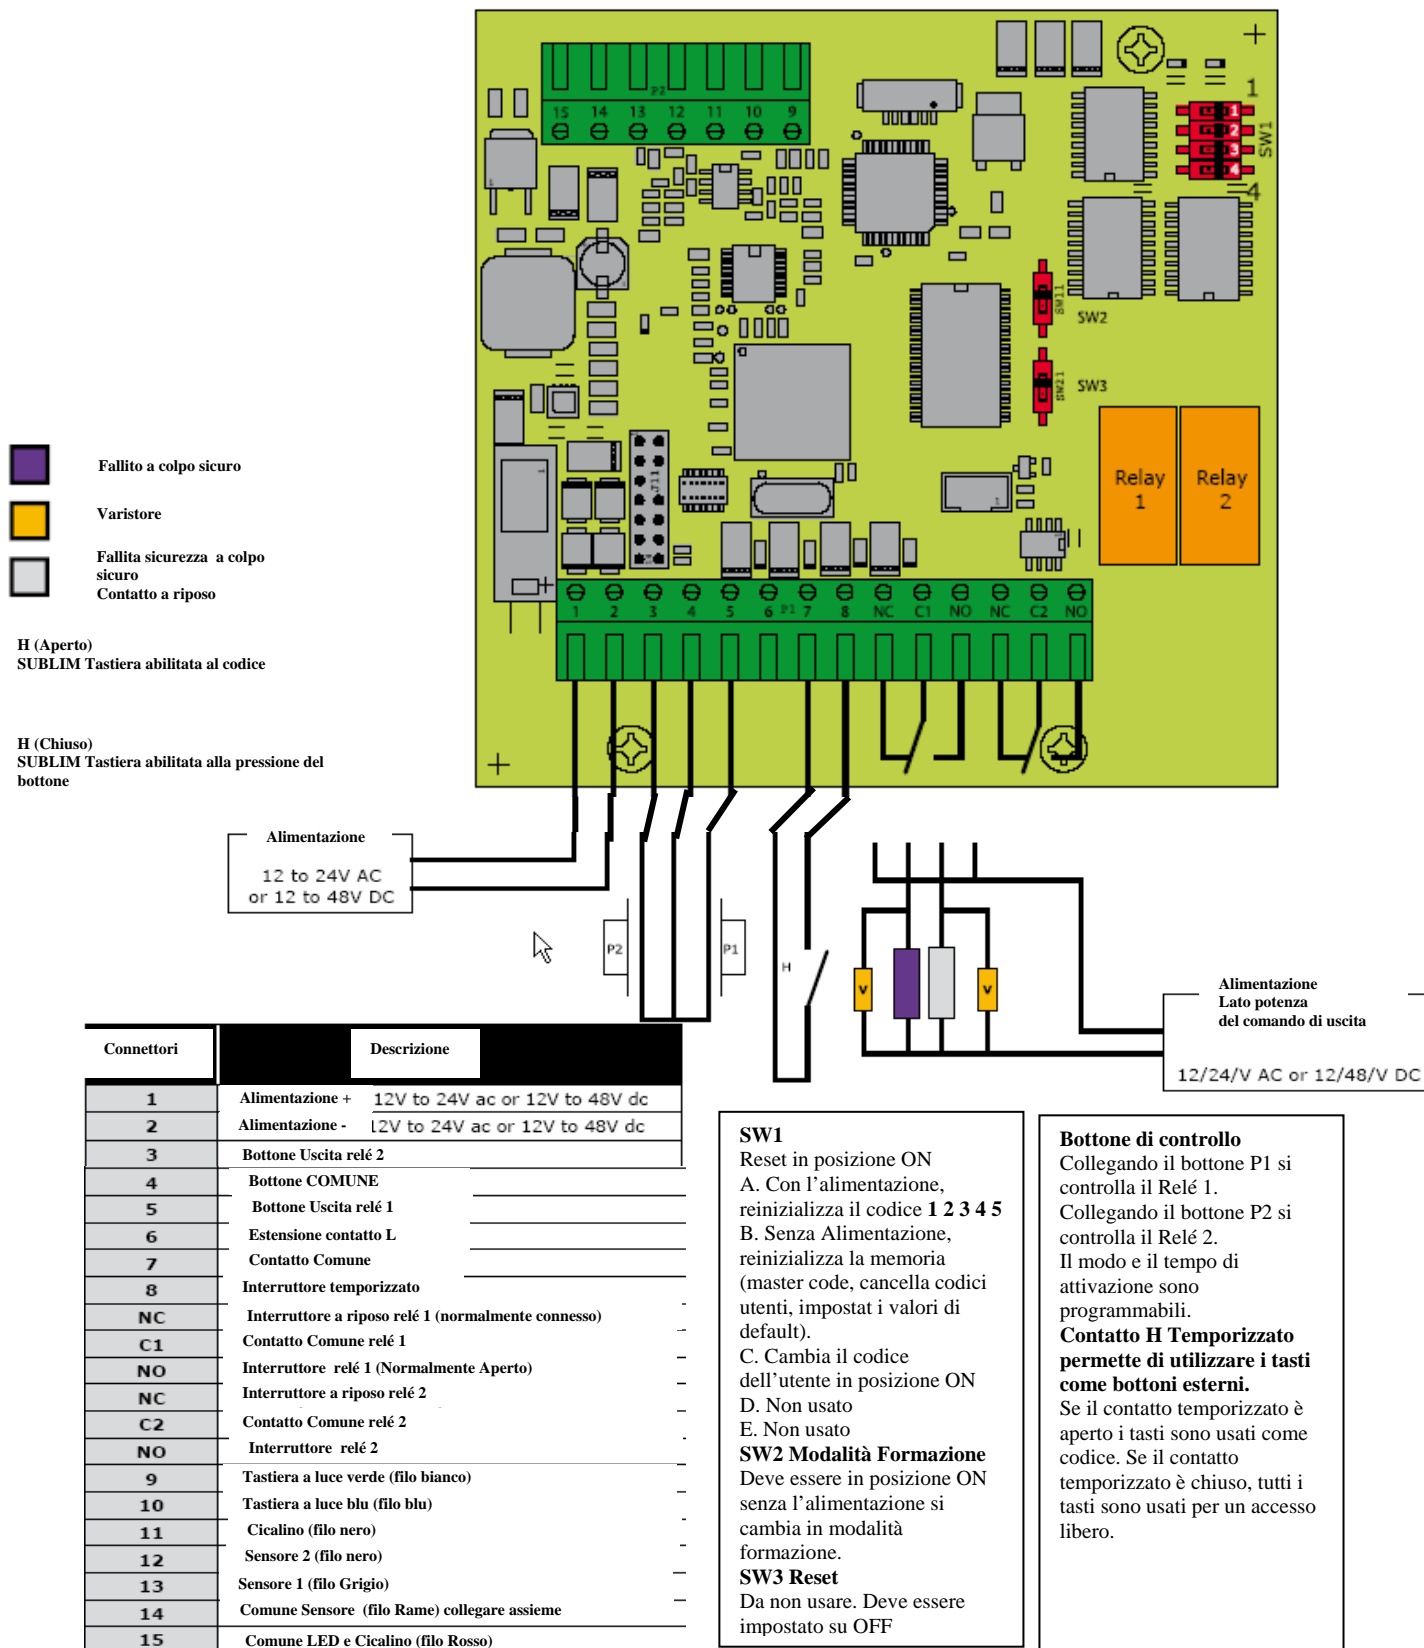 P2
15 14 13 12 11 10 9
1
1
2
3
4
SW1
4
SW11
SW2
SW21
SW3
J11
Relay
1
Relay
2
1 2 3 4 5 6 P1 7 8 NC C1 NO NC C2 NO
Fallito a colpo sicuro
Varistore
Fallita sicurezza a colpo
sicuro
Contatto a riposo
H (Aperto)
SUBLIM Tastiera abilitata al codice
H (Chiuso)
SUBLIM Tastiera abilitata alla pressione del
bottone
Alimentazione
12 to 24V AC
or 12 to 48V DC
P2
P1
H
V
V
Alimentazione
Lato potenza
del comando di uscita
12/24/V AC or 12/48/V DC
Connettori Descrizione
1 Alimentazione + 12V to 24V ac or 12V to 48V dc
2 Alimentazione - 12V to 24V ac or 12V to 48V dc
3 Bottone Uscita relé 2
4 Bottone COMUNE
5 Bottone Uscita relé 1
6 Estensione contatto L
7 Contatto Comune
8 Interruttore temporizzato
NC Interruttore a riposo relé 1 (normalmente connesso)
C1 Contatto Comune relé 1
NO Interruttore relé 1 (Normalmente Aperto)
NC Interruttore a riposo relé 2
C2 Contatto Comune relé 2
NO Interruttore relé 2
9 Tastiera a luce verde (filo bianco)
10 Tastiera a luce blu (filo blu)
11 Cicalino (filo nero)
12 Sensore 2 (filo nero)
13 Sensore 1 (filo Grigio)
14 Comune Sensore (filo Rame) collegare assieme
15 Comune LED e Cicalino (filo Rosso)
SW1
Reset in posizione ON
A. Con l'alimentazione,
reinizializza il codice 1 2 3 4 5
B. Senza Alimentazione,
reinizializza la memoria
(master code, cancella codici
utenti, impostat i valori di
default).
C. Cambia il codice
dell'utente in posizione ON
D. Non usato
E. Non usato
SW2 Modalità Formazione
Deve essere in posizione ON
senza l'alimentazione si
cambia in modalità
formazione.
SW3 Reset
Da non usare. Deve essere
impostato su OFF
Bottone di controllo
Collegando il bottone P1 si
controlla il Relé 1.
Collegando il bottone P2 si
controlla il Relé 2.
Il modo e il tempo di
attivazione sono
programmabili.
Contatto H Temporizzato
permette di utilizzare i tasti
come bottoni esterni.
Se il contatto temporizzato è
aperto i tasti sono usati come
codice. Se il contatto
temporizzato è chiuso, tutti i
tasti sono usati per un accesso
libero.